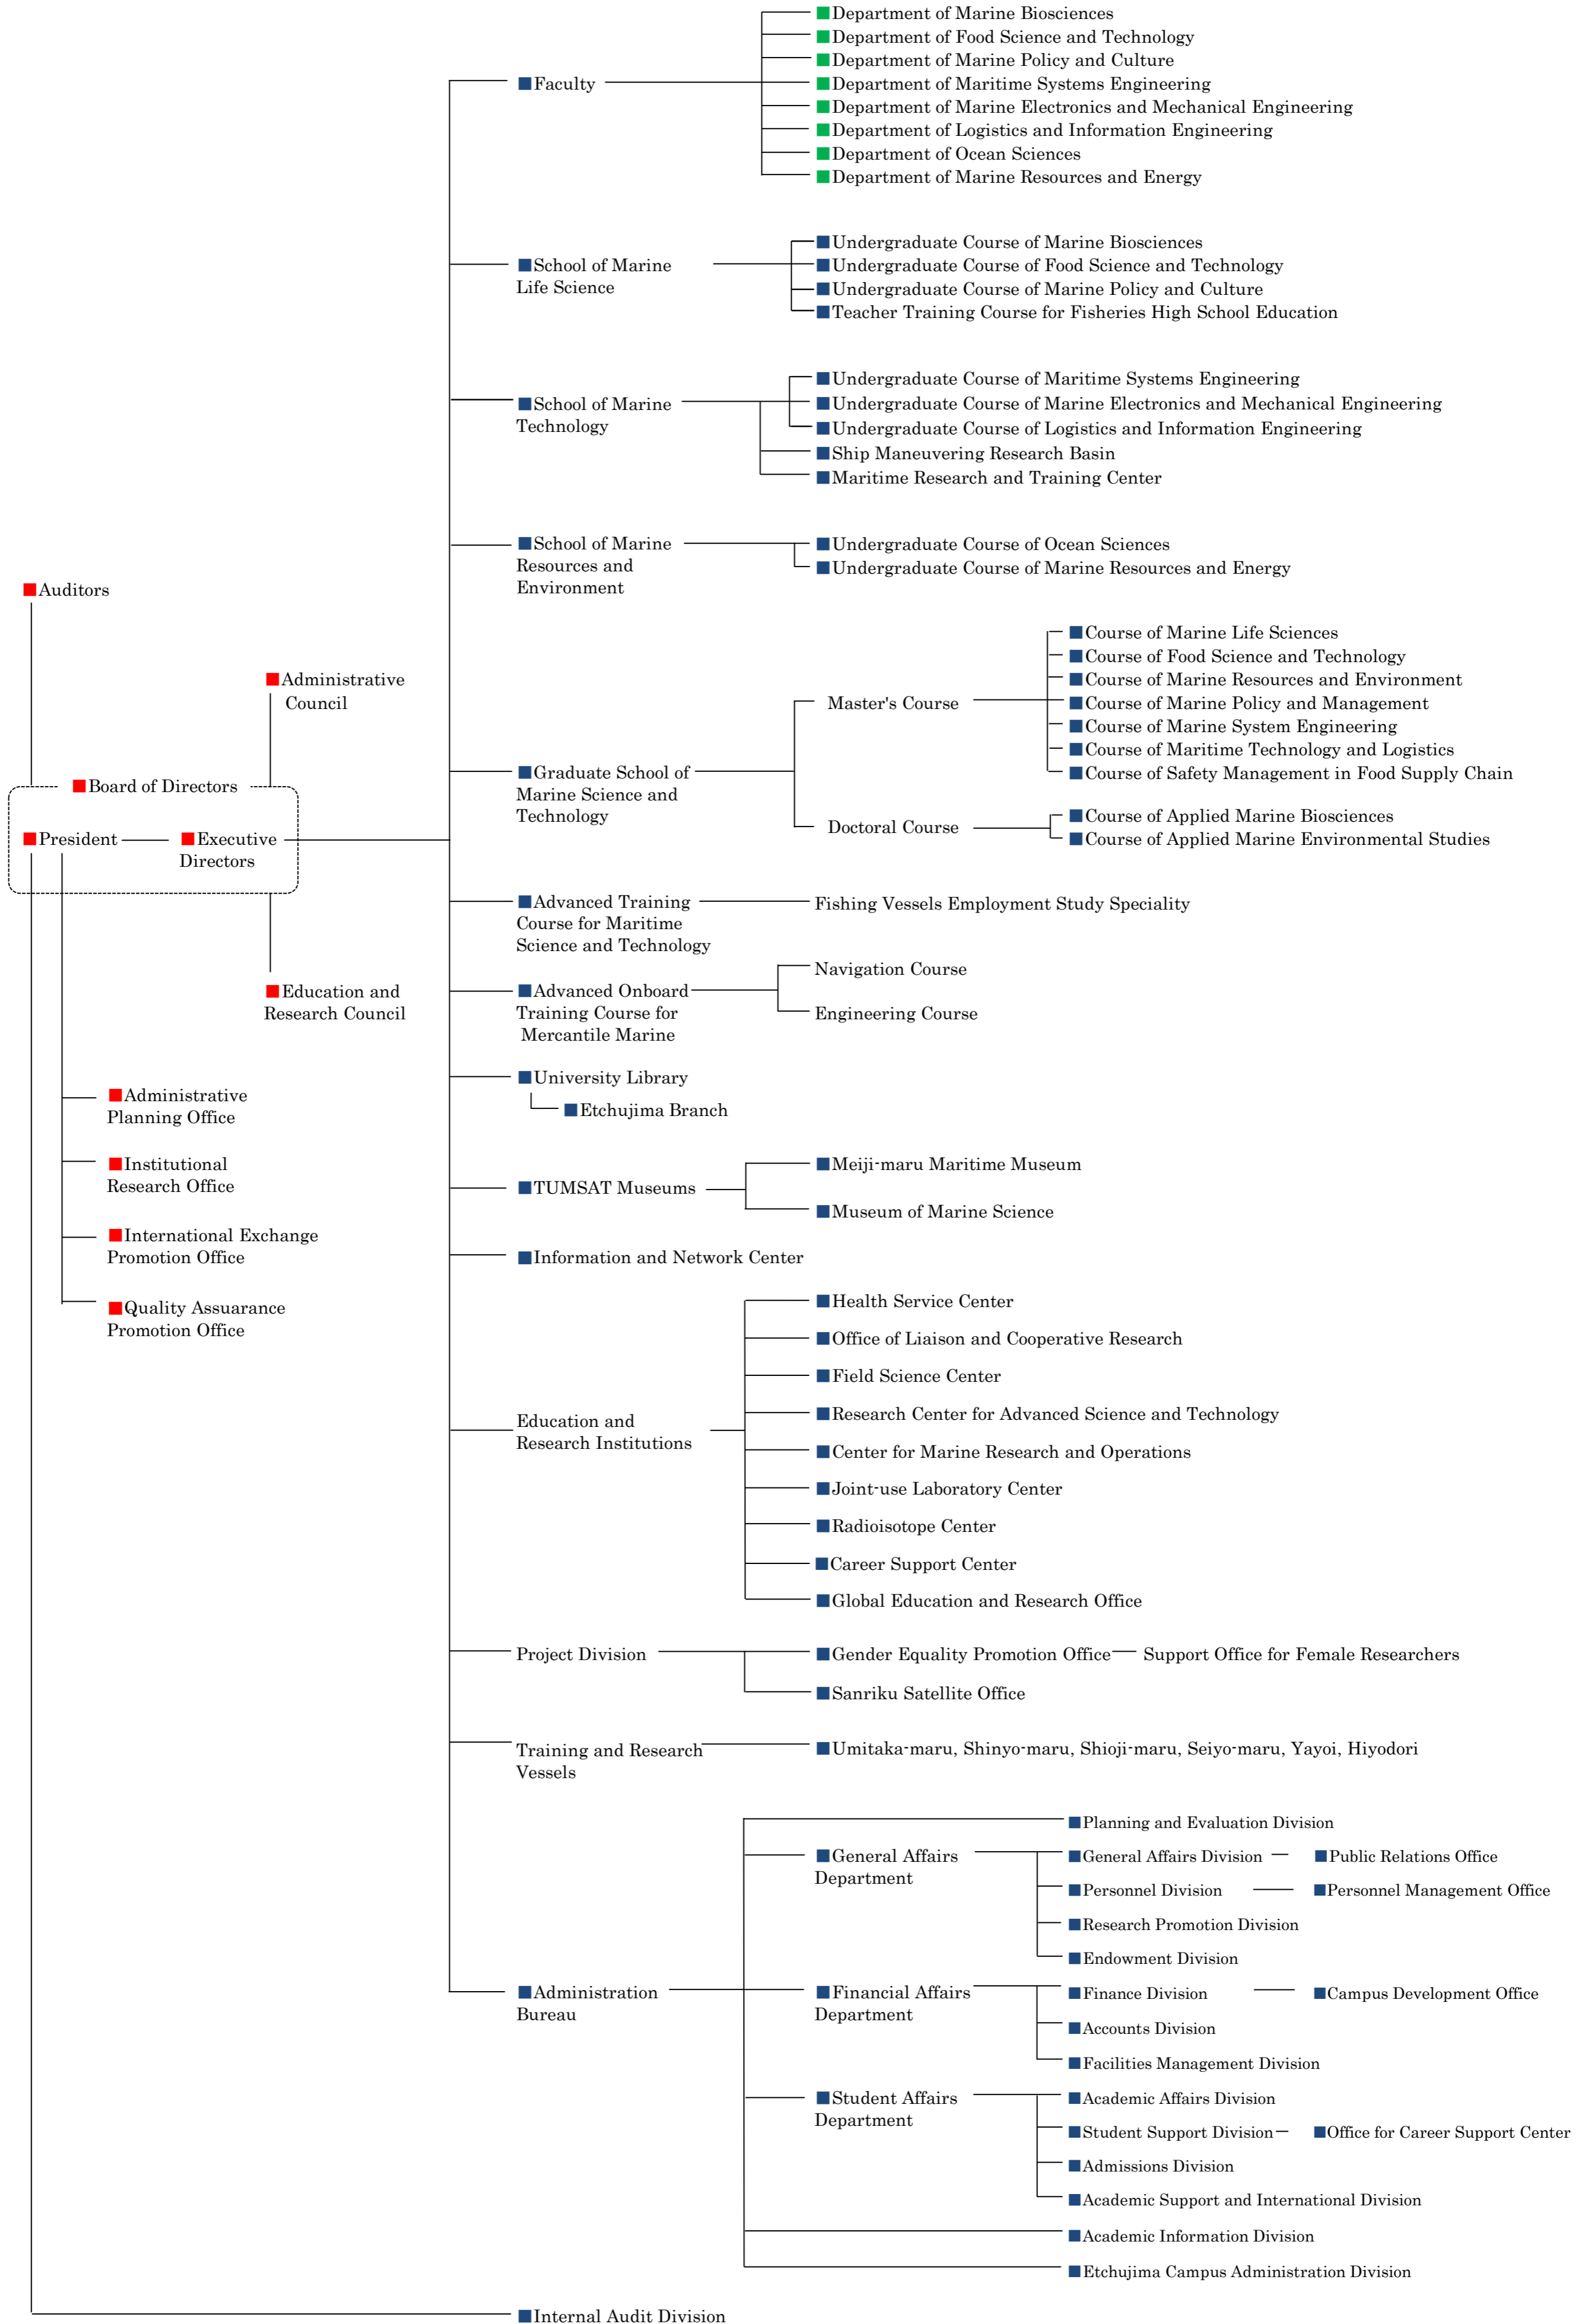 ■Department of Marine Biosciences
■Department of Food Science and Technology
■Department of Marine Policy and Culture
■Faculty
■Department of Maritime Systems Engineering
■Department of Marine Electronics and Mechanical Engineering
■Department of Logistics and Information Engineering
■Department of Ocean Sciences
■Department of Marine Resources and Energy
■School of Marine
Life Science
■Undergraduate Course of Marine Biosciences
■Undergraduate Course of Food Science and Technology
■Undergraduate Course of Marine Policy and Culture
■Teacher Training Course for Fisheries High School Education
■School of Marine
Technology
■Undergraduate Course of Maritime Systems Engineering
■Undergraduate Course of Marine Electronics and Mechanical Engineering
■Undergraduate Course of Logistics and Information Engineering
■Ship Maneuvering Research Basin
■Maritime Research and Training Center
■School of Marine
Resources and
Environment
■Undergraduate Course of Ocean Sciences
■Undergraduate Course of Marine Resources and Energy
■Auditors
■Administrative
Council
■Board of Directors
■President
■Executive
Directors
■Education and
Research Council
■Administrative
Planning Office
■Institutional
Research Office
■International Exchange
Promotion Office
■Quality Assuarance
Promotion Office
■Graduate School of
Marine Science and
Technology
Master's Course
■Course of Marine Life Sciences
■Course of Food Science and Technology
■Course of Marine Resources and Environment
■Course of Marine Policy and Management
■Course of Marine System Engineering
■Course of Maritime Technology and Logistics
■Course of Safety Management in Food Supply Chain
Doctoral Course
■Course of Applied Marine Biosciences
■Course of Applied Marine Environmental Studies
■Advanced Training
Course for Maritime
Science and Technology
Fishing Vessels Employment Study Speciality
■Advanced Onboard
Training Course for
Mercantile Marine
Navigation Course
Engineering Course
■University Library
■Etchujima Branch
■TUMSAT Museums
■Meiji-maru Maritime Museum
■Museum of Marine Science
■Information and Network Center
Education and
Research Institutions
■Health Service Center
■Office of Liaison and Cooperative Research
■Field Science Center
■Research Center for Advanced Science and Technology
■Center for Marine Research and Operations
■Joint-use Laboratory Center
■Radioisotope Center
■Career Support Center
■Global Education and Research Office
Project Division
■Gender Equality Promotion Office
Support Office for Female Researchers
■Sanriku Satellite Office
Training and Research
Vessels
■Umitaka-maru, Shinyo-maru, Shioji-maru, Seiyo-maru, Yayoi, Hiyodori
■Administration
Bureau
■Planning and Evaluation Division
■General Affairs
Department
■General Affairs Division
■Public Relations Office
■Personnel Division
■Personnel Management Office
■Research Promotion Division
■Endowment Division
■Financial Affairs
Department
■Finance Division
■Campus Development Office
■Accounts Division
■Facilities Management Division
■Student Affairs
Department
■Academic Affairs Division
■Student Support Division
■Office for Career Support Center
■Admissions Division
■Academic Support and International Division
■Academic Information Division
■Etchujima Campus Administration Division
■Internal Audit Division